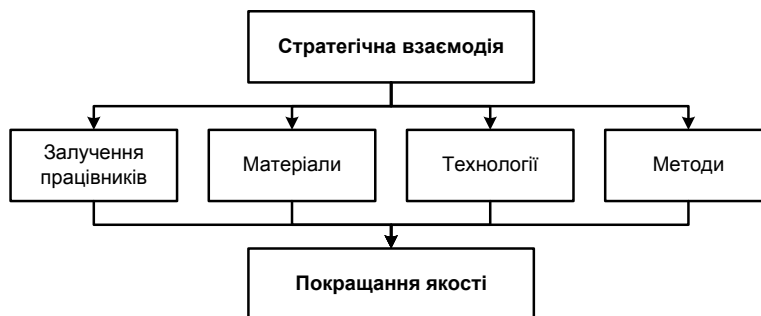 Стратегічна взаємодія
Залучення
працівників
Матеріали
Технології
Методи
Покращання якості